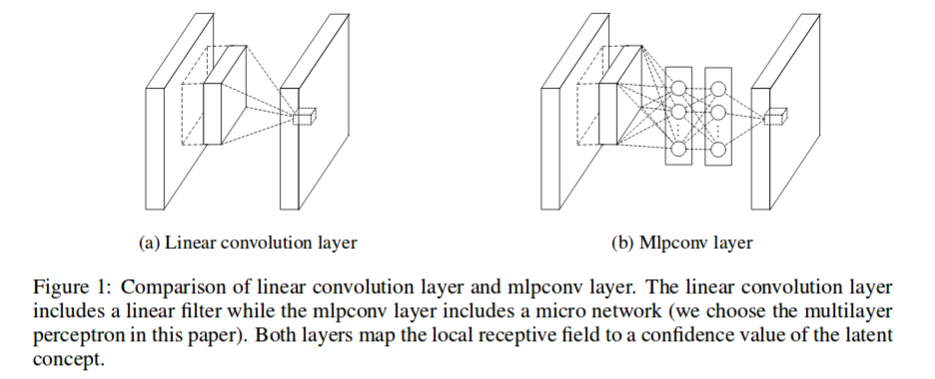 (a) Linear convolution layer
(b) Mlpconv layer
Figure 1: Comparison of linear convolution layer and mlpconv layer. The linear convolution layer
includes a linear filter while the mlpconv layer includes a micro network (we choose the multilayer
perceptron in this paper). Both layers map the local receptive field to a confidence value of the latent
concept.